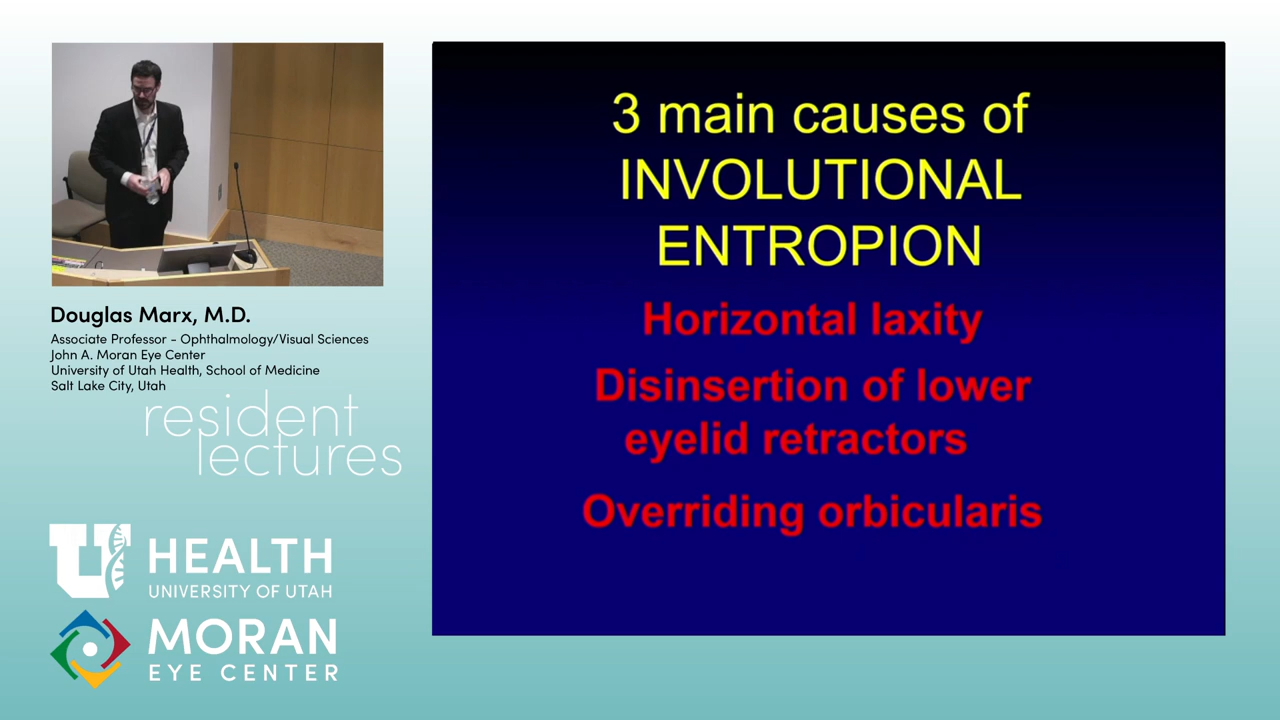 Douglas Marx, M.D.
Associate Professor - Ophthalmology/Visual Sciences
John A. Moran Eye Center
University of Utah Health, School of Medicine
Salt Lake City, Utah
resident
lectures
U HEALTH
UNIVERSITY OF UTAH
MORAN
EYE CENTER
3 main causes of
INVOLUTIONAL
ENTROPION
Horizontal laxity
Disinsertion of lower
eyelid retractors
Overriding orbicularis